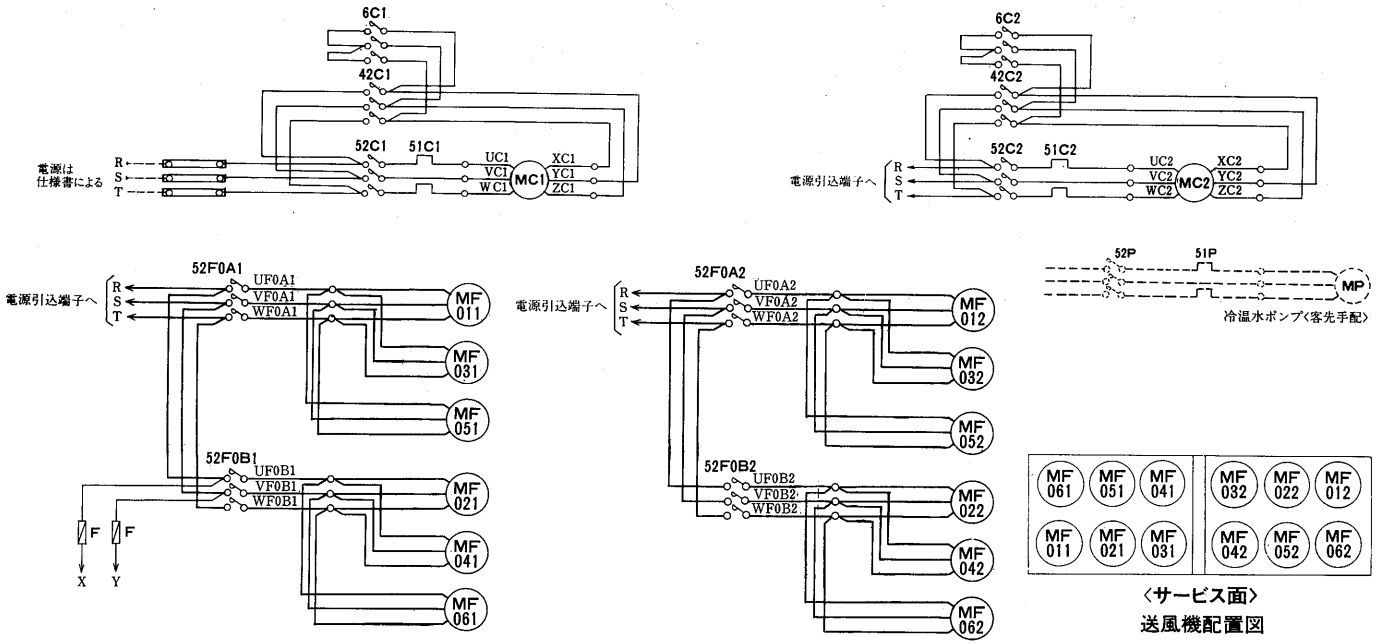 6C1
42C1
52C1 51C1
電源は
仕様書による
R
S
T
UC1
VC1
WC1
MC1
XC1
YC1
ZC1
6C2
42C2
52C2 51C2
電源引込端子へ
R
S
T
UC2
VC2
WC2
MC2
XC2
YC2
ZC2
52F0A1
電源引込端子へ
R
S
T
UF0A1
VF0A1
WF0A1
MF
011
MF
031
MF
051
52F0B1
UF0B1
VF0B1
WF0B1
MF
021
MF
041
MF
061
F F
X Y
52F0A2
電源引込端子へ
R
S
T
UF0A2
VF0A2
WF0A2
MF
012
MF
032
MF
052
52F0B2
UF0B2
VF0B2
WF0B2
MF
022
MF
042
MF
062
52P 51P
MP
冷温水ポンプ〈客先手配〉
MF 061 MF 051 MF 041 MF 032 MF 022 MF 012
MF 011 MF 021 MF 031 MF 042 MF 052 MF 062
〈サービス面〉
送風機配置図